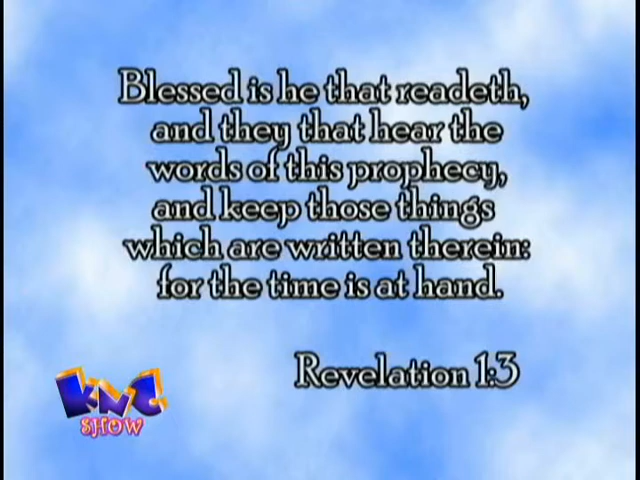 Blessed is he that readeth,
and they that hear the
words of this prophecy,
and keep those things
which are written therein:
for the time is at hand.
Revelation 1:3
KNC
SHOW